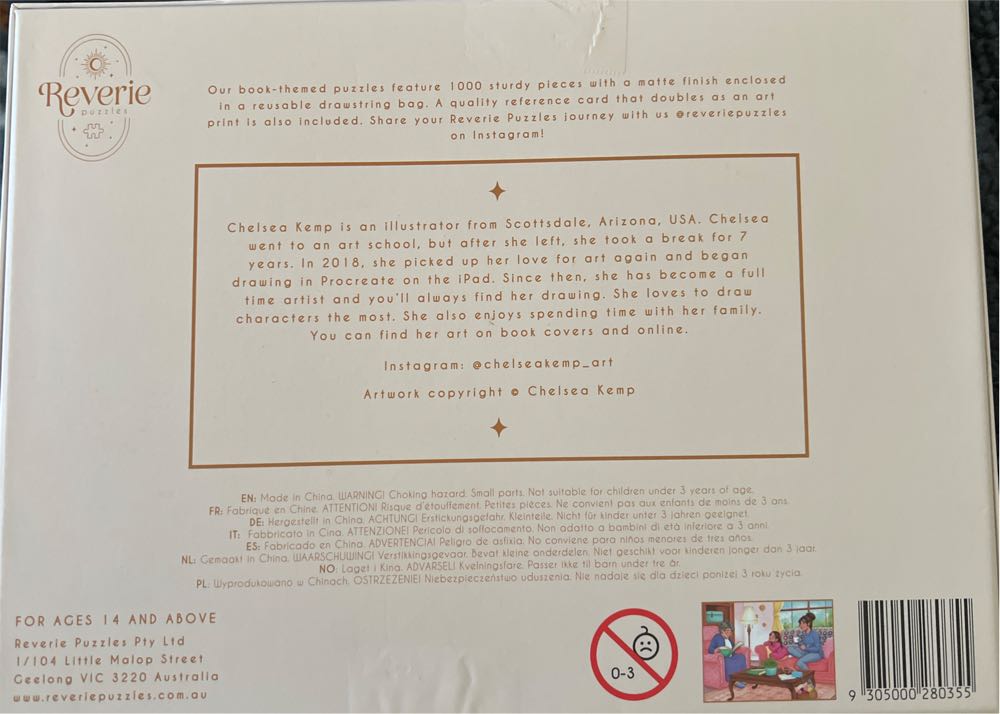 Reverie
puzzles
Our book-themed puzzles feature 1000 sturdy pieces with a matte finish enclosed
in a reusable drawstring bag. A quality reference card that doubles as an art
print is also included. Share your Reverie Puzzles journey with us @reveriepuzzles
on Instagram!
Chelsea Kemp is an illustrator from Scottsdale, Arizona, USA. Chelsea
went to an art school, but after she left, she took a break for 7
years. In 2018, she picked up her love for art again and began
drawing in Procreate on the iPad. Since then, she has become a full
time artist and you'll always find her drawing. She loves to draw
characters the most. She also enjoys spending time with her family.
You can find her art on book covers and online.
Instagram: @chelseakemp_art
Artwork copyright © Chelsea Kemp
EN: Made in China. WARNING! Choking hazard. Small parts. Not suitable for children under 3 years of age.
FR: Fabriqué en Chine. ATTENTION! Risque d'étouffement. Petites pièces. Ne convient pas aux enfants de moins de 3 ans.
DE: Hergestellt in China. ACHTUNG! Erstickungsgefahr. Kleinteile. Nicht für kinder unter 3 jahren geeignet.
IT: Fabbricato in Cina. ATTENZIONE! Pericolo di soffocamento. Non adatto a bambini di età inferiore a 3 anni.
ES: Fabricado en China. ADVERTENCIA! Peligro de asfixia. No conviene para niños menores de tres años.
NL: Gemaakt in China. WAARSCHUWING! Verstikkingsgevaar. Bevat kleine onderdelen. Niet geschikt voor kinderen jonger dan 3 jaar.
NO: Laget i Kina. ADVARSEL! Kvelningsfare. Passer ikke til barn under tre år.
PL: Wyprodukowano w Chinach. OSTRZEŻENIE! Niebezpieczeństwo uduszenia. Nie nadaje się dla dzieci poniżej 3 roku życia.
FOR AGES 14 AND ABOVE
Reverie Puzzles Pty Ltd
1/104 Little Malop Street
Geelong VIC 3220 Australia
www.reveriepuzzles.com.au
0-3
9 305000 280355